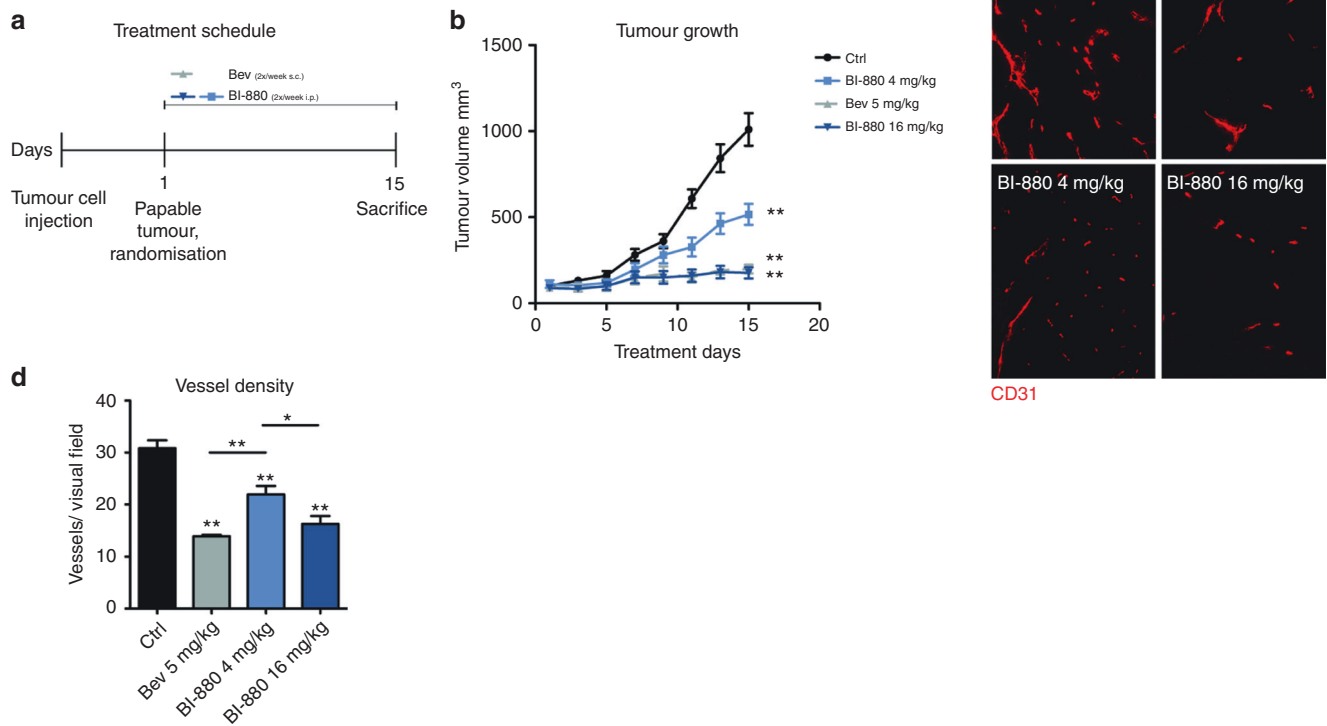 a
Treatment schedule
Bev (2x/week s.c.)
BI-880 (2x/week i.p.)
Days
1
15
Tumour cell
injection
Papable
tumour,
randomisation
Sacrifice
b
Tumour growth
1500
1000
500
0
Tumour volume mm³
0
5
10
15
20
Treatment days
Ctrl
BI-880 4 mg/kg
Bev 5 mg/kg
BI-880 16 mg/kg
**
**
**
BI-880 4 mg/kg
BI-880 16 mg/kg
CD31
d
Vessel density
40
30
20
10
0
Vessels/ visual field
**
*
**
**
**
Ctrl
Bev 5 mg/kg
BI-880 4 mg/kg
BI-880 16 mg/kg